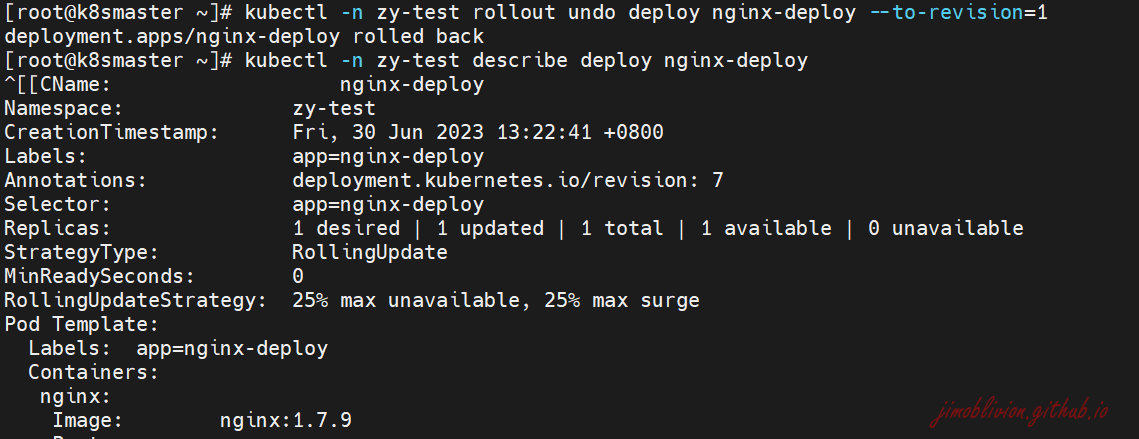 [root@k8smaster ~]# kubectl -n zy-test rollout undo deploy nginx-deploy --to-revision=1
deployment.apps/nginx-deploy rolled back
[root@k8smaster ~]# kubectl -n zy-test describe deploy nginx-deploy
^[[CName:                   nginx-deploy
Namespace:              zy-test
CreationTimestamp:      Fri, 30 Jun 2023 13:22:41 +0800
Labels:                 app=nginx-deploy
Annotations:            deployment.kubernetes.io/revision: 7
Selector:               app=nginx-deploy
Replicas:               1 desired | 1 updated | 1 total | 1 available | 0 unavailable
StrategyType:           RollingUpdate
MinReadySeconds:        0
RollingUpdateStrategy:  25% max unavailable, 25% max surge
Pod Template:
  Labels:  app=nginx-deploy
  Containers:
   nginx:
    Image:        nginx:1.7.9
jimoblivion.github.io